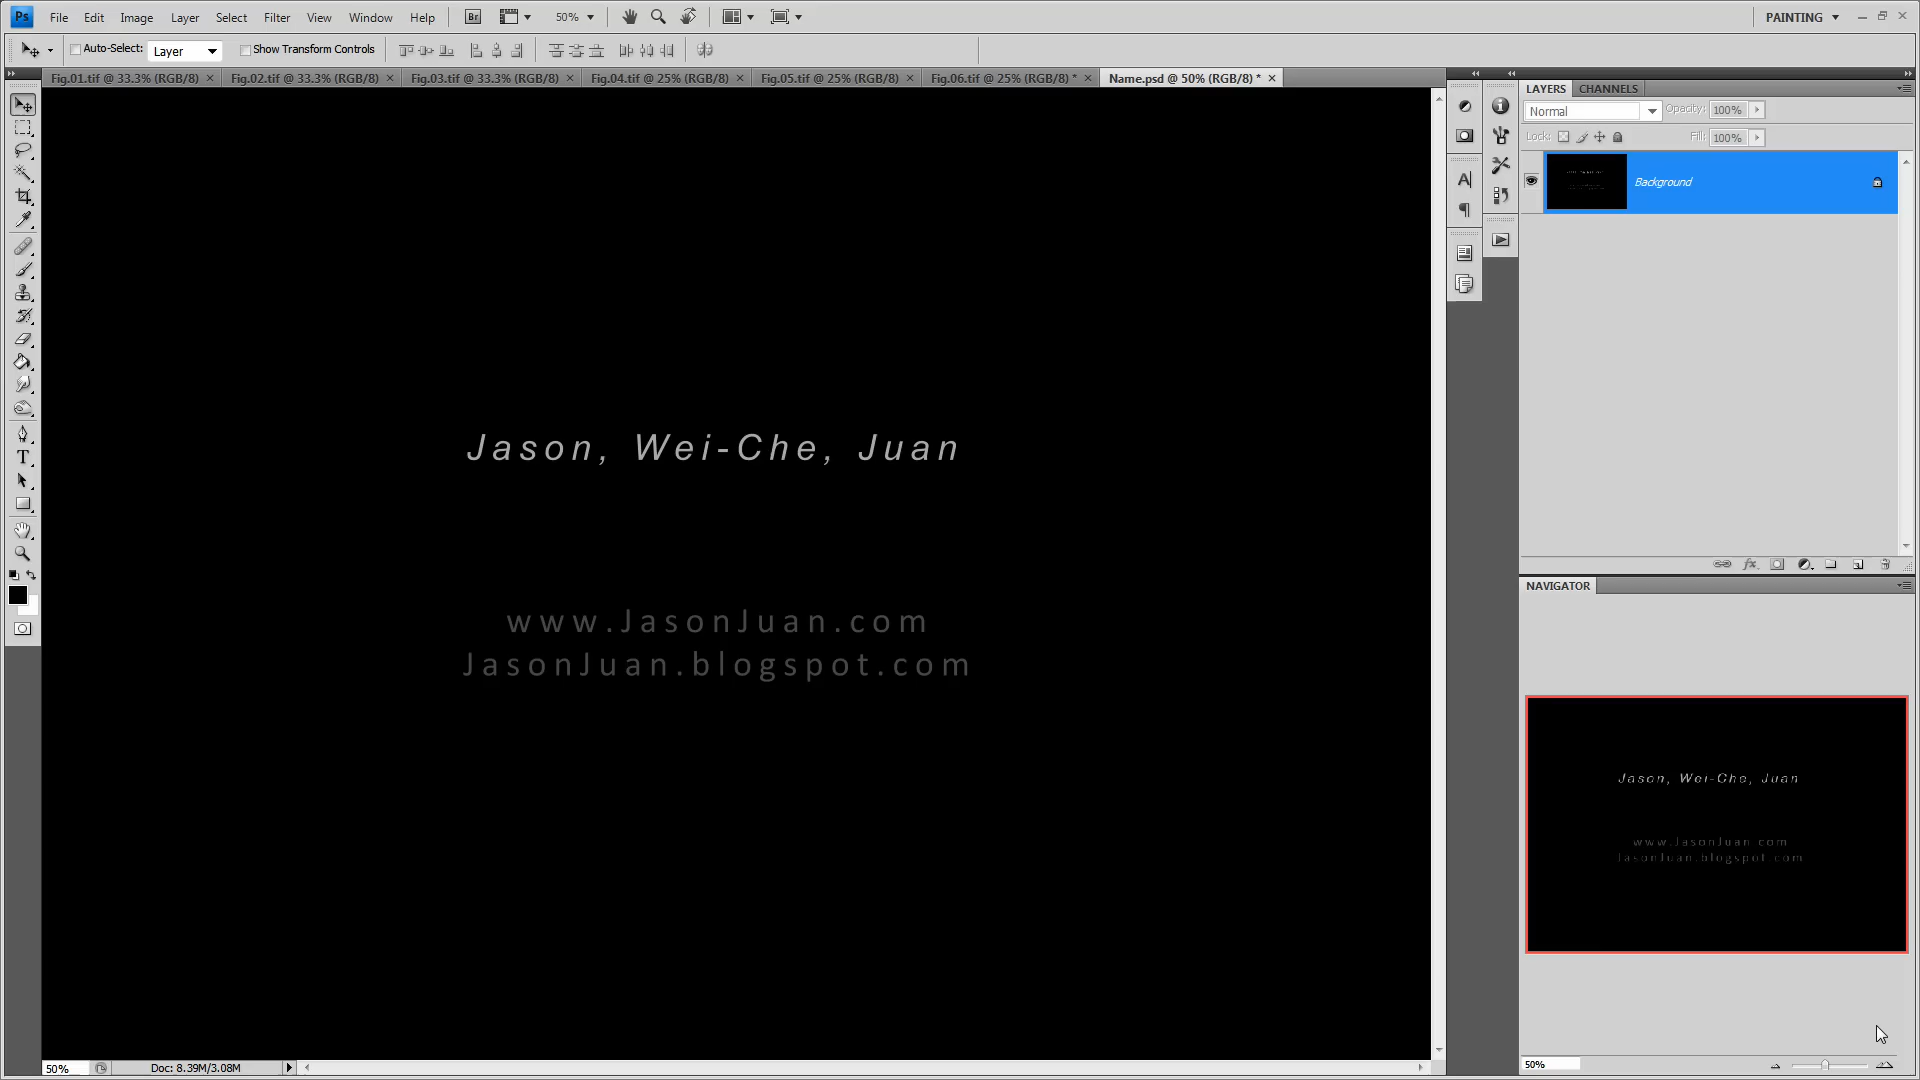 Ps File Edit Image Layer Select Filter View Window Help Br 50% PAINTING
Auto-Select: Layer Show Transform Controls
Fig.01.tif @ 33.3% (RGB/8) Fig.02.tif @ 33.3% (RGB/8) Fig.03.tif @ 33.3% (RGB/8) Fig.04.tif @ 25% (RGB/8) Fig.05.tif @ 25% (RGB/8) Fig.06.tif @ 25% (RGB/8) * Name.psd @ 50% (RGB/8) *
LAYERS CHANNELS
Normal Opacity: 100%
Lock: Fill: 100%
Background
Jason, Wei-Che, Juan
www.JasonJuan.com
JasonJuan.blogspot.com
NAVIGATOR
Jason, Wei-Che, Juan
www.JasonJuan.com
JasonJuan.blogspot.com
50% Doc: 8.39M/3.08M
50%